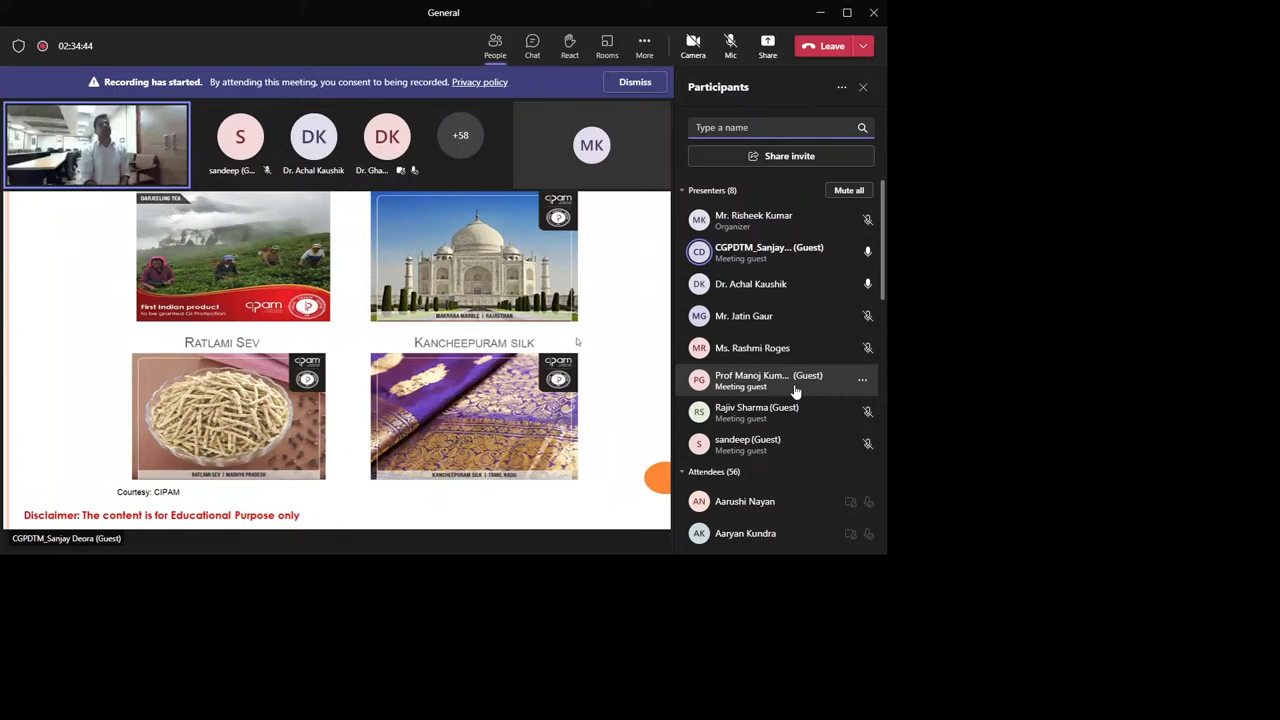 General
02:34:44
People
Chat
React
Rooms
More
Camera
Mic
Share
Leave
Recording has started. By attending this meeting, you consent to being recorded. Privacy policy
Dismiss
Participants
Type a name
Share invite
S
DK
DK
+58
MK
sandeep (G...
Dr. Achal Kaushik
Dr. Gha...
Presenters (8)
Mute all
MK
Mr. Risheek Kumar
Organizer
CD
CGPDTM_Sanjay... (Guest)
Meeting guest
DK
Dr. Achal Kaushik
MG
Mr. Jatin Gaur
MR
Ms. Rashmi Roges
PG
Prof Manoj Kum... (Guest)
Meeting guest
RS
Rajiv Sharma (Guest)
Meeting guest
S
sandeep (Guest)
Meeting guest
Attendees (56)
AN
Aarushi Nayan
AK
Aaryan Kundra
DARJEELING TEA
First Indian product
to be granted GI Protection
cipam
cipam
MAKRANA MARBLE | RAJASTHAN
RATLAMI SEV
KANCHEEPURAM SILK
cipam
RATLAMI SEV | MADHYA PRADESH
cipam
KANCHEEPURAM SILK | TAMIL NADU
Courtesy: CIPAM
Disclaimer: The content is for Educational Purpose only
CGPDTM_Sanjay Deora (Guest)